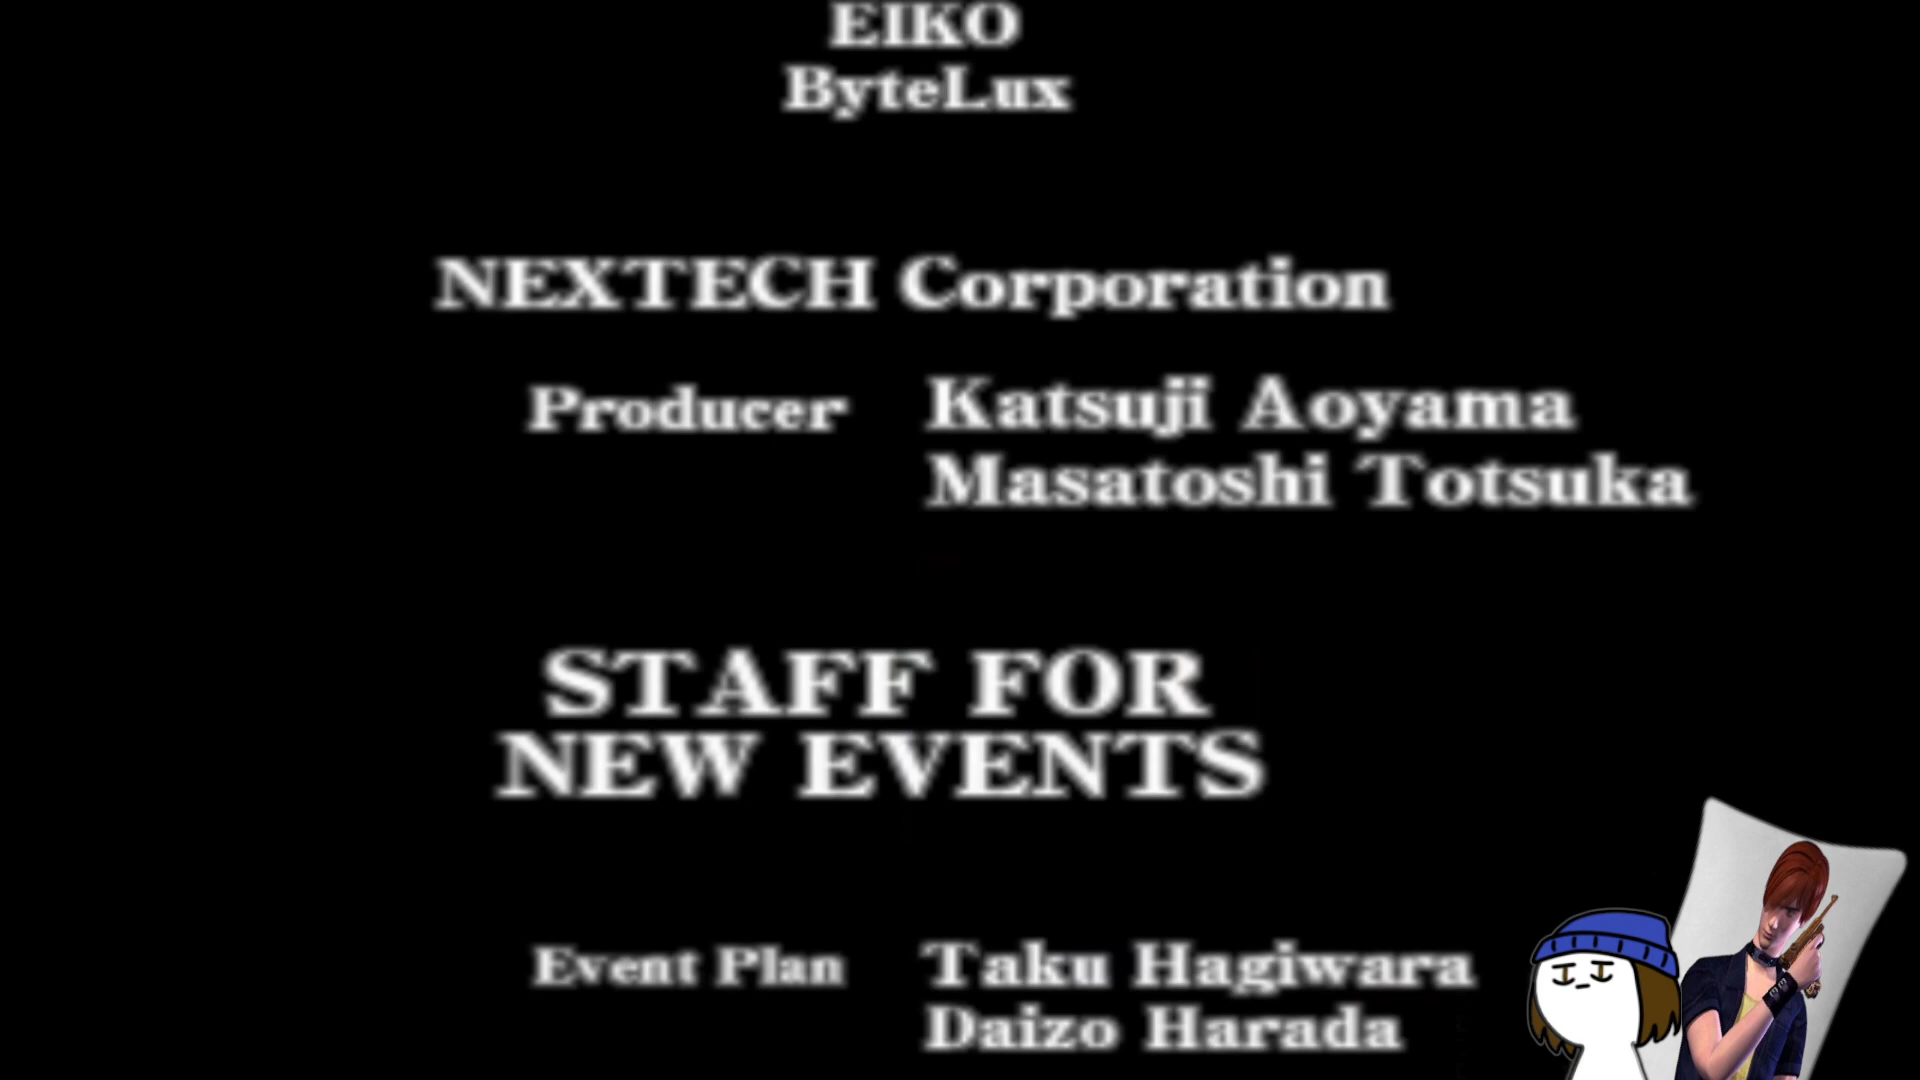 EIKO
ByteLux
NEXTECH Corporation
Producer Katsuji Aoyama
Masatoshi Totsuka
STAFF FOR
NEW EVENTS
Event Plan Taku Hagiwara
Daizo Harada